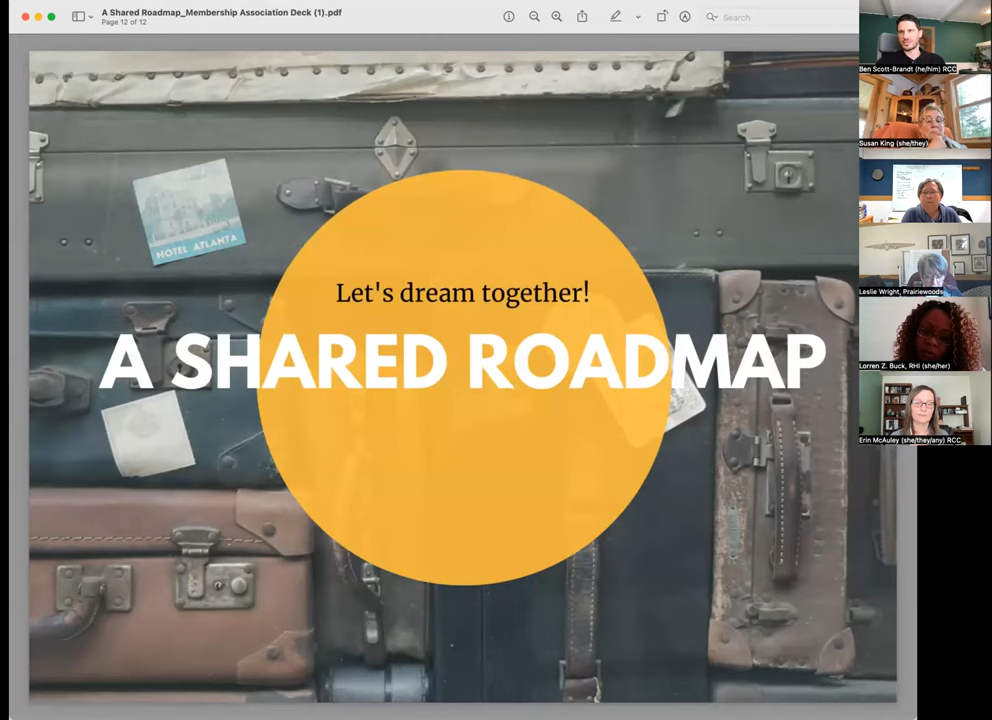 A Shared Roadmap_Membership Association Deck (1).pdf
Page 12 of 12
Search
HOTEL ATLANTA
Let's dream together!
A SHARED ROADMAP
Ben Scott-Brandt (he/him) RCC
Susan King (she/they)
Leslie Wright, Prairiewoods
Lorren Z. Buck, RHI (she/her)
Erin McAuley (she/they/any) RCC